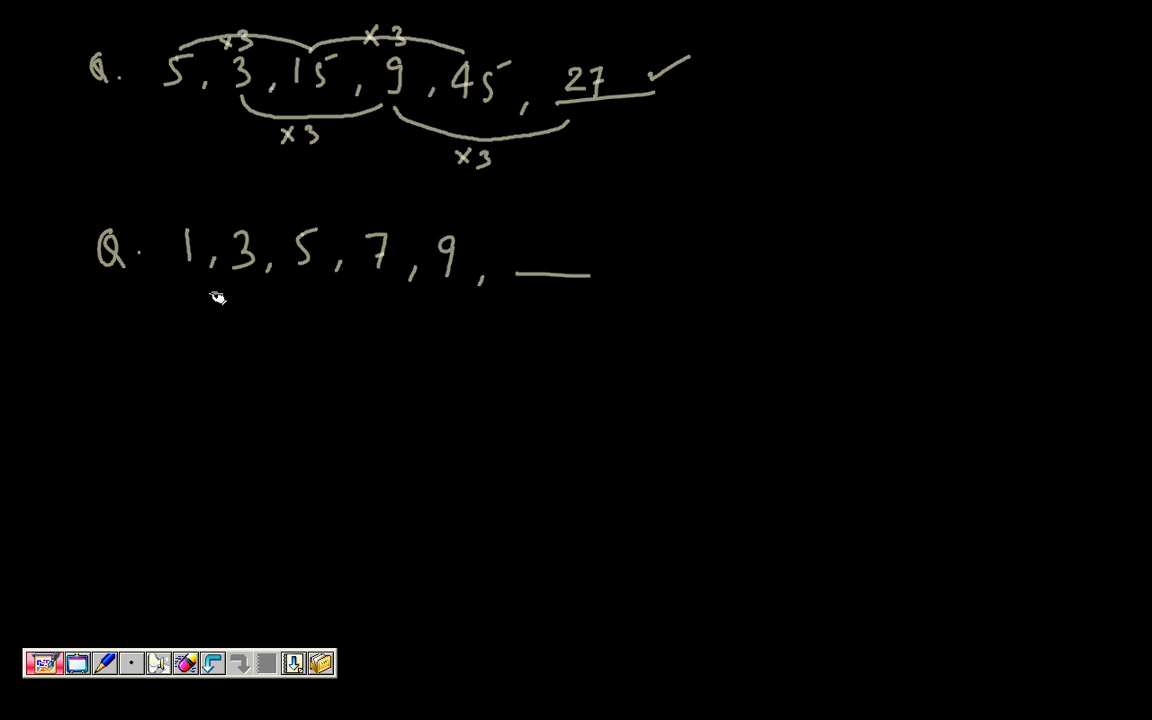 ×3 ×3
Q. 5, 3, 15, 9, 45, 27 ✓
×3 ×3
Q. 1, 3, 5, 7, 9, ___